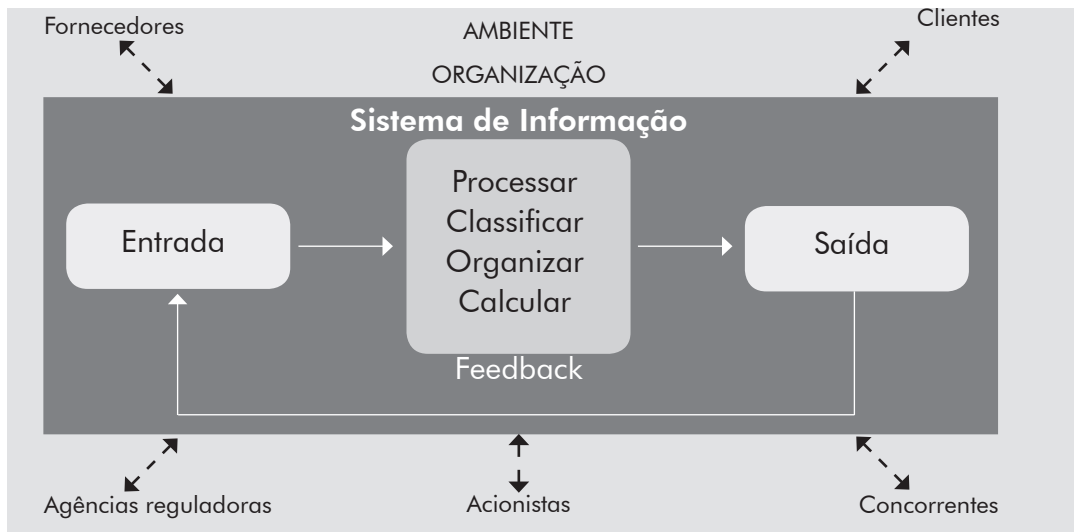 Fornecedores
AMBIENTE
Clientes
ORGANIZAÇÃO
Sistema de Informação
Entrada
Processar
Classificar
Organizar
Calcular
Saída
Feedback
Agências reguladoras
Acionistas
Concorrentes